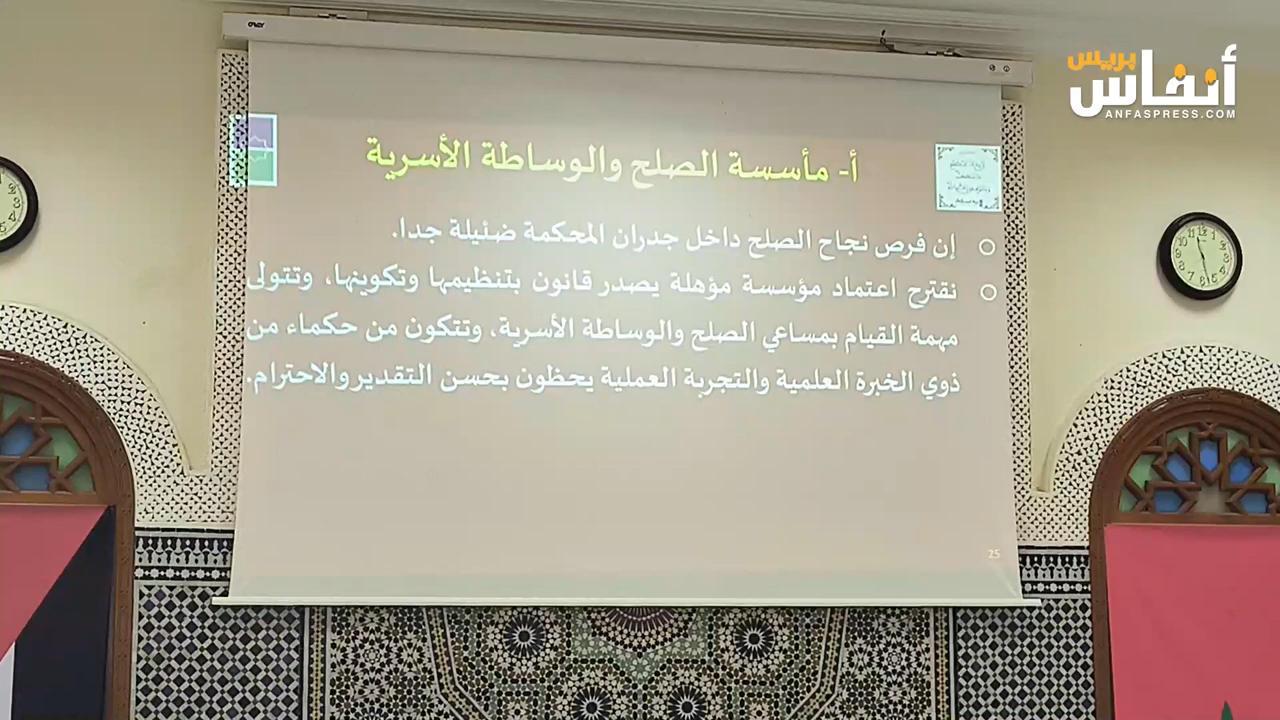 أنفاس بريس
ANFASPRESS.COM
أ- مأسسة الصلح والوساطة الأسرية
إن فرص نجاح الصلح داخل جدران المحكمة ضئيلة جدا.
نقترح اعتماد مؤسسة مؤهلة يصدر قانون بتنظيمها وتكوينها، وتتولى
مهمة القيام بمساعي الصلح والوساطة الأسرية، وتتكون من حكماء من
ذوي الخبرة العلمية والتجربة العملية يحظون بحسن التقدير والاحترام.
25